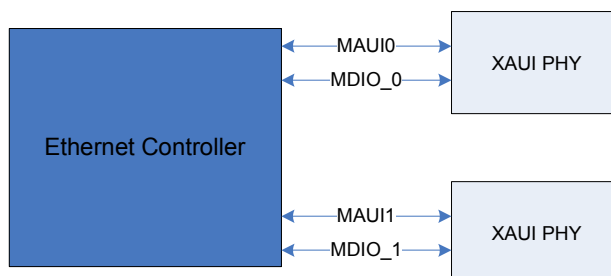 MAUI0
XAUI PHY
MDIO_0
Ethernet Controller
MAUI1
XAUI PHY
MDIO_1